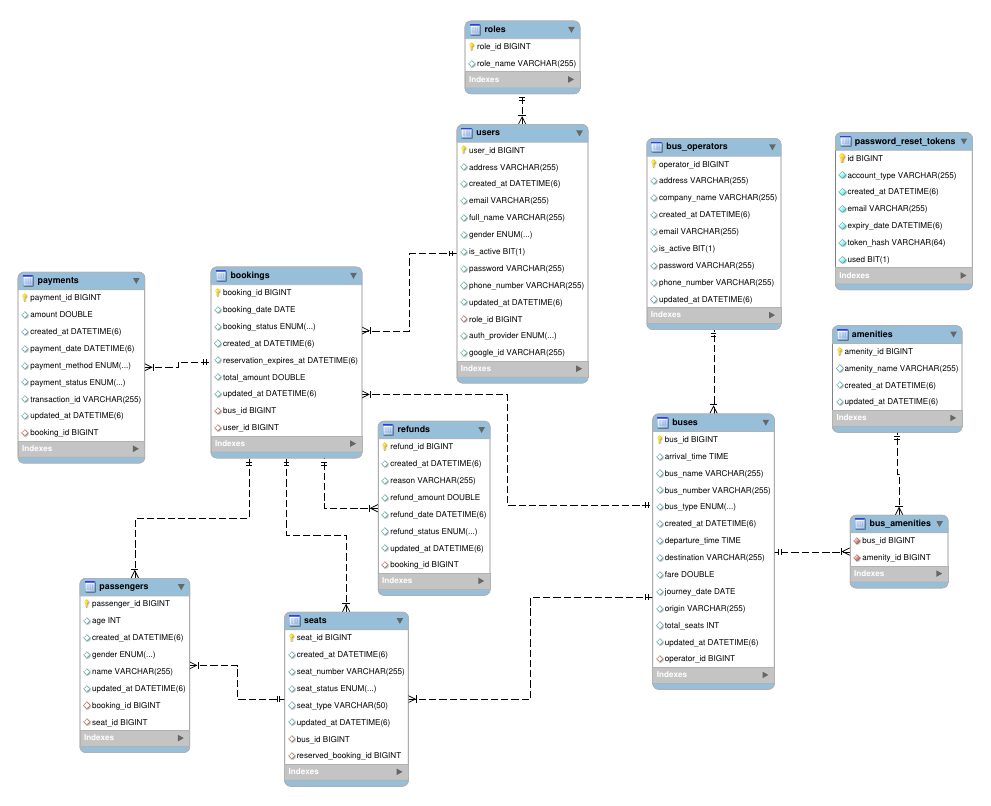 roles
role_id BIGINT
role_name VARCHAR(255)
Indexes
users
user_id BIGINT
address VARCHAR(255)
created_at DATETIME(6)
email VARCHAR(255)
full_name VARCHAR(255)
gender ENUM(...)
is_active BIT(1)
password VARCHAR(255)
phone_number VARCHAR(255)
updated_at DATETIME(6)
role_id BIGINT
auth_provider ENUM(...)
google_id VARCHAR(255)
Indexes
bus_operators
operator_id BIGINT
address VARCHAR(255)
company_name VARCHAR(255)
created_at DATETIME(6)
email VARCHAR(255)
is_active BIT(1)
password VARCHAR(255)
phone_number VARCHAR(255)
updated_at DATETIME(6)
Indexes
password_reset_tokens
id BIGINT
account_type VARCHAR(255)
created_at DATETIME(6)
email VARCHAR(255)
expiry_date DATETIME(6)
token_hash VARCHAR(64)
used BIT(1)
Indexes
payments
payment_id BIGINT
amount DOUBLE
created_at DATETIME(6)
payment_date DATETIME(6)
payment_method ENUM(...)
payment_status ENUM(...)
transaction_id VARCHAR(255)
updated_at DATETIME(6)
booking_id BIGINT
Indexes
bookings
booking_id BIGINT
booking_date DATE
booking_status ENUM(...)
created_at DATETIME(6)
reservation_expires_at DATETIME(6)
total_amount DOUBLE
updated_at DATETIME(6)
bus_id BIGINT
user_id BIGINT
Indexes
amenities
amenity_id BIGINT
amenity_name VARCHAR(255)
created_at DATETIME(6)
updated_at DATETIME(6)
Indexes
refunds
refund_id BIGINT
created_at DATETIME(6)
reason VARCHAR(255)
refund_amount DOUBLE
refund_date DATETIME(6)
refund_status ENUM(...)
updated_at DATETIME(6)
booking_id BIGINT
Indexes
buses
bus_id BIGINT
arrival_time TIME
bus_name VARCHAR(255)
bus_number VARCHAR(255)
bus_type ENUM(...)
created_at DATETIME(6)
departure_time TIME
destination VARCHAR(255)
fare DOUBLE
journey_date DATE
origin VARCHAR(255)
total_seats INT
updated_at DATETIME(6)
operator_id BIGINT
Indexes
bus_amenities
bus_id BIGINT
amenity_id BIGINT
Indexes
passengers
passenger_id BIGINT
age INT
created_at DATETIME(6)
gender ENUM(...)
name VARCHAR(255)
updated_at DATETIME(6)
booking_id BIGINT
seat_id BIGINT
Indexes
seats
seat_id BIGINT
created_at DATETIME(6)
seat_number VARCHAR(255)
seat_status ENUM(...)
seat_type VARCHAR(50)
updated_at DATETIME(6)
bus_id BIGINT
reserved_booking_id BIGINT
Indexes